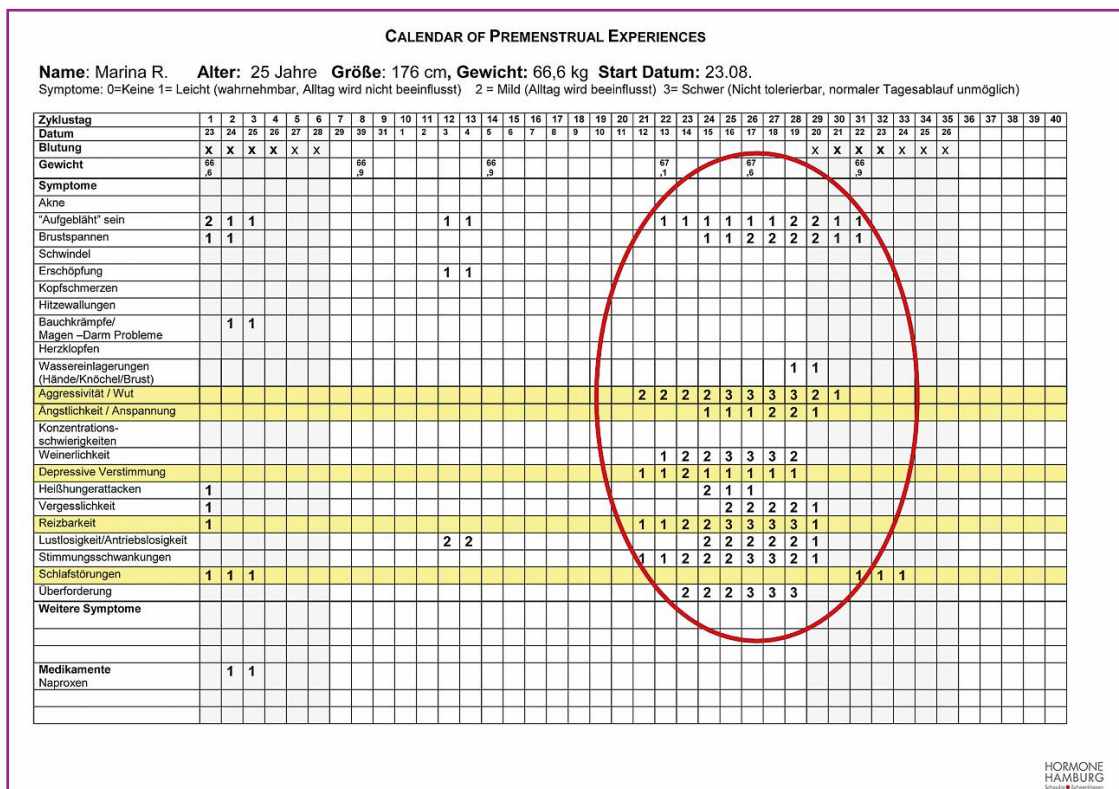 CALENDAR OF PREMENSTRUAL EXPERIENCES
Name: Marina R. Alter: 25 Jahre Größe: 176 cm, Gewicht: 66,6 kg Start Datum: 23.08.
Symptome: 0=Keine 1= Leicht (wahrnehmbar, Alltag wird nicht beeinflusst) 2 = Mild (Alltag wird beeinflusst) 3= Schwer (Nicht tolerierbar, normaler Tagesablauf unmöglich)
Zyklustag 1 2 3 4 5 6 7 8 9 10 11 12 13 14 15 16 17 18 19 20 21 22 23 24 25 26 27 28 29 30 31 32 33 34 35 36 37 38 39 40
Datum 23 24 25 26 27 28 29 39 31 1 2 3 4 5 6 7 8 9 10 11 12 13 14 15 16 17 18 19 20 21 22 23 24 25 26
Blutung x x x x x x x x x x x x x
Gewicht 66 ,6 66 ,9 66 ,9 67 ,1 67 ,6 66 ,9
Symptome
Akne
"Aufgebläht" sein 2 1 1 1 1 1 1 1 1 1 1 2 2 1 1
Brustspannen 1 1 1 1 2 2 2 2 1 1
Schwindel
Erschöpfung 1 1
Kopfschmerzen
Hitzewallungen
Bauchkrämpfe/ 1 1
Magen –Darm Probleme
Herzklopfen
Wassereinlagerungen 1 1
(Hände/Knöchel/Brust)
Aggressivität / Wut 2 2 2 2 3 3 3 3 2 1
Ängstlichkeit / Anspannung 1 1 1 2 2 1
Konzentrations-
schwierigkeiten
Weinerlichkeit 1 2 2 3 3 3 2
Depressive Verstimmung 1 1 2 1 1 1 1 1
Heißhungerattacken 1 2 1 1
Vergesslichkeit 1 2 2 2 2 1
Reizbarkeit 1 1 1 2 2 3 3 3 3 1
Lustlosigkeit/Antriebslosigkeit 2 2 2 2 2 2 2 1
Stimmungsschwankungen 1 1 2 2 2 3 3 2 1
Schlafstörungen 1 1 1 1 1 1
Überforderung 2 2 2 3 3 3
Weitere Symptome
Medikamente 1 1
Naproxen
HORMONE
HAMBURG
Schaudig Schwenkhagen